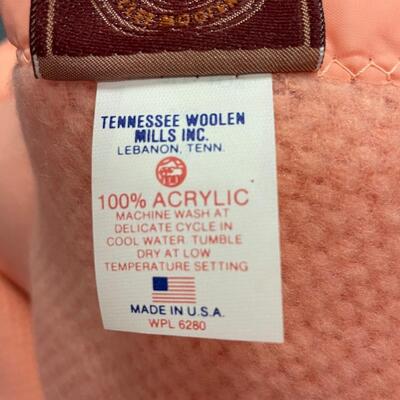 TENNESSEE WOOLEN
MILLS INC.
LEBANON, TENN.
100% ACRYLIC
MACHINE WASH AT
DELICATE CYCLE IN
COOL WATER. TUMBLE
DRY AT LOW
TEMPERATURE SETTING
MADE IN U.S.A.
WPL 6280